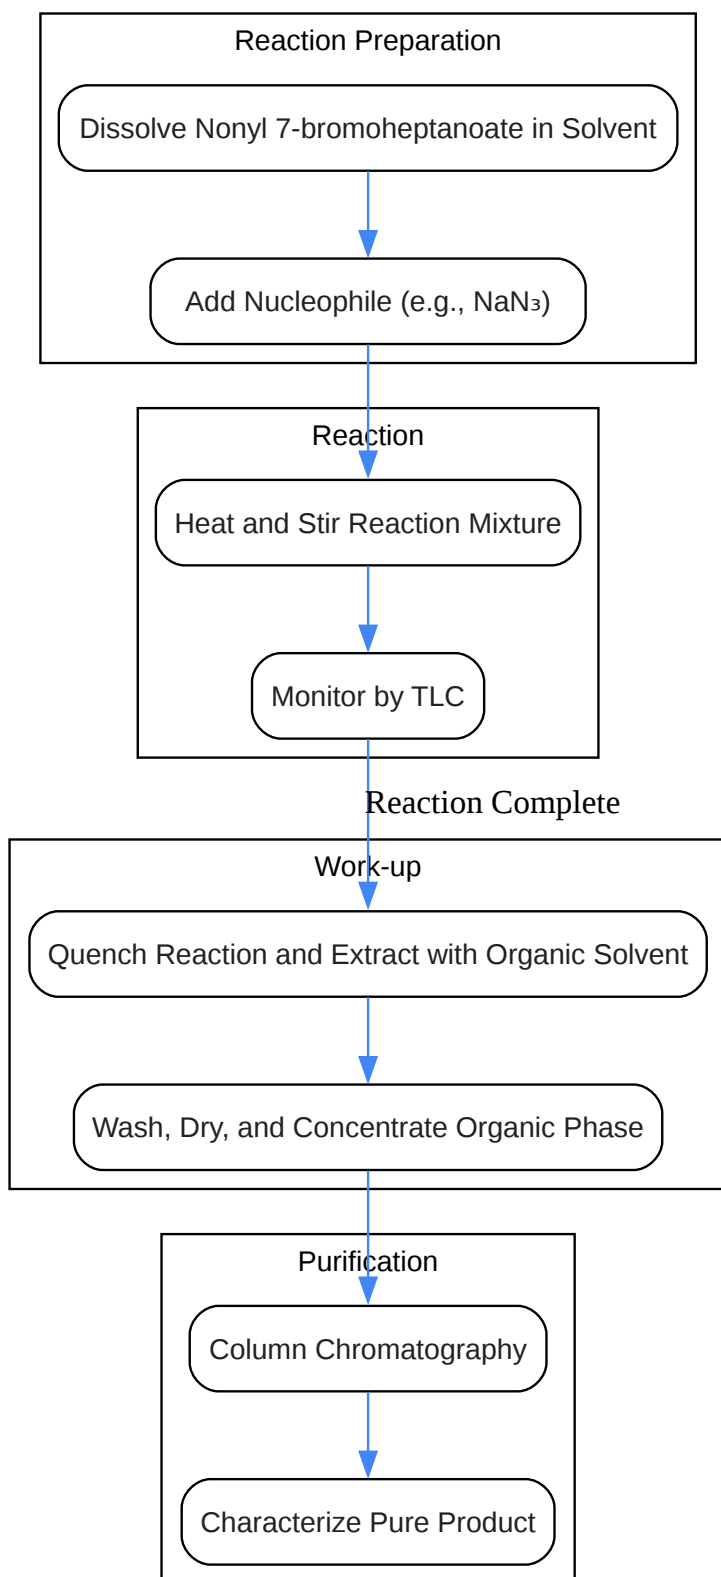 Reaction Preparation
Dissolve Nonyl 7-bromoheptanoate in Solvent
Add Nucleophile (e.g., NaN₃)
Reaction
Heat and Stir Reaction Mixture
Monitor by TLC
Reaction Complete
Work-up
Quench Reaction and Extract with Organic Solvent
Wash, Dry, and Concentrate Organic Phase
Purification
Column Chromatography
Characterize Pure Product